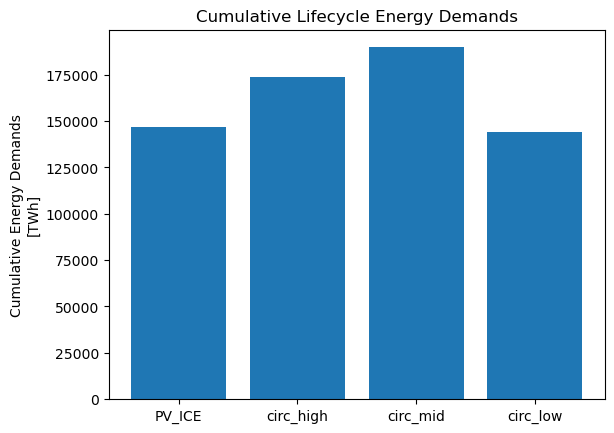 Cumulative Lifecycle Energy Demands
Cumulative Energy Demands
[TWh]
175000
150000
125000
100000
75000
50000
25000
0
PV_ICE circ_high circ_mid circ_low